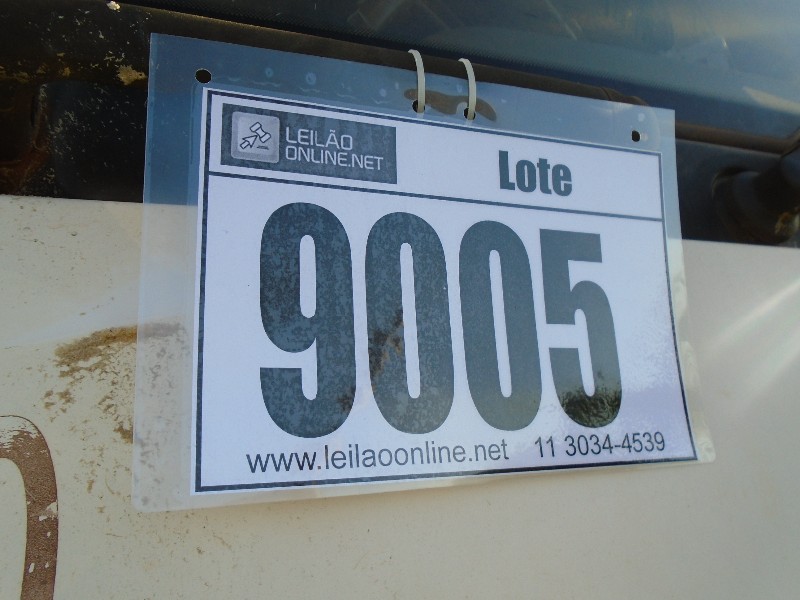 LEILÃO
ONLINE.NET
Lote
9005
www.leilaoonline.net 11 3034-4539